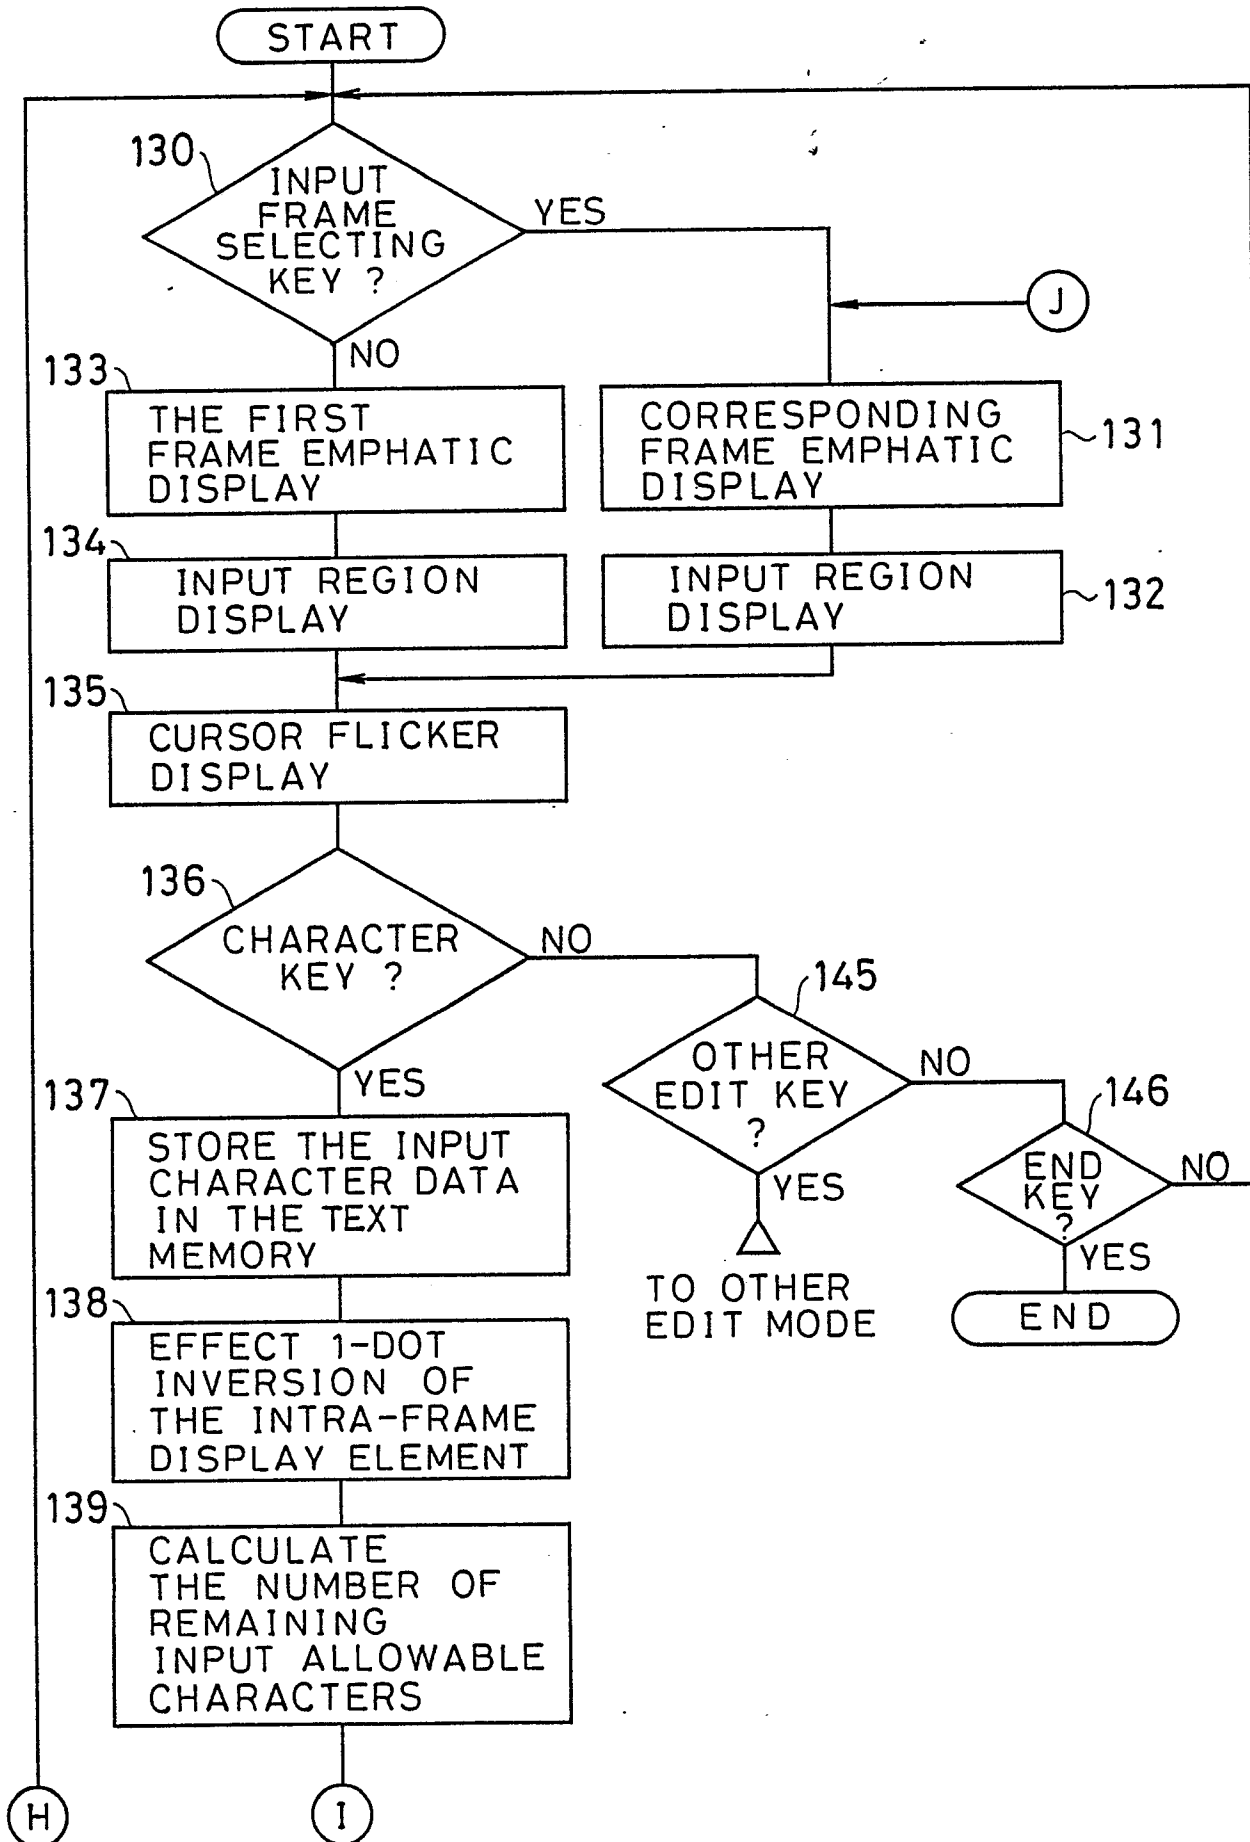 START
130
INPUT
FRAME
SELECTING
KEY ?
YES
J
NO
133
THE FIRST
FRAME EMPHATIC
DISPLAY
CORRESPONDING
FRAME EMPHATIC
DISPLAY
131
134
INPUT REGION
DISPLAY
INPUT REGION
DISPLAY
132
135
CURSOR FLICKER
DISPLAY
136
CHARACTER
KEY ?
NO
145
OTHER
EDIT KEY
?
NO
YES
146
END
KEY
?
NO
137
STORE THE INPUT
CHARACTER DATA
IN THE TEXT
MEMORY
YES
YES
TO OTHER
EDIT MODE
END
138
EFFECT 1-DOT
INVERSION OF
THE INTRA-FRAME
DISPLAY ELEMENT
139
CALCULATE
THE NUMBER OF
REMAINING
INPUT ALLOWABLE
CHARACTERS
H
I